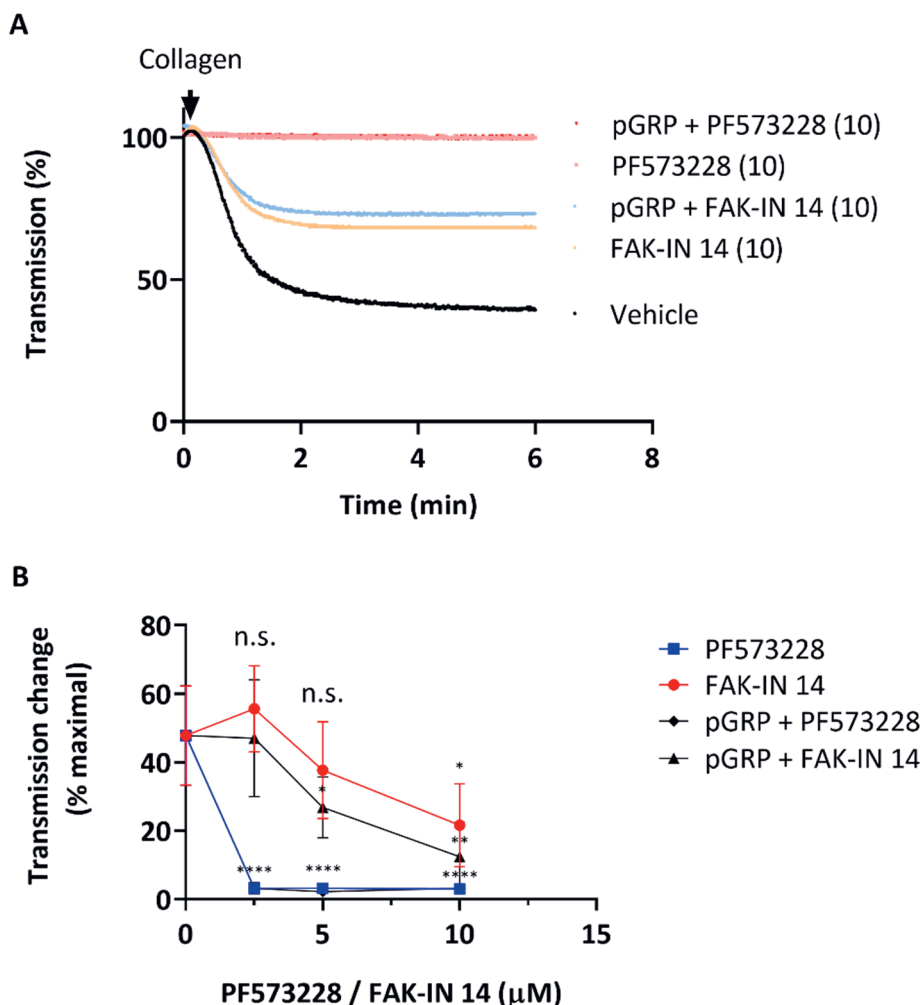 A
Collagen
100
50
0
0 2 4 6 8
Transmission (%)
Time (min)
pGRP + PF573228 (10)
PF573228 (10)
pGRP + FAK-IN 14 (10)
FAK-IN 14 (10)
Vehicle
B
80
60
40
20
0
0 5 10 15
Transmission change
(% maximal)
n.s.
n.s.
*
*
**
****
****
****
PF573228 / FAK-IN 14 (μM)
PF573228
FAK-IN 14
pGRP + PF573228
pGRP + FAK-IN 14